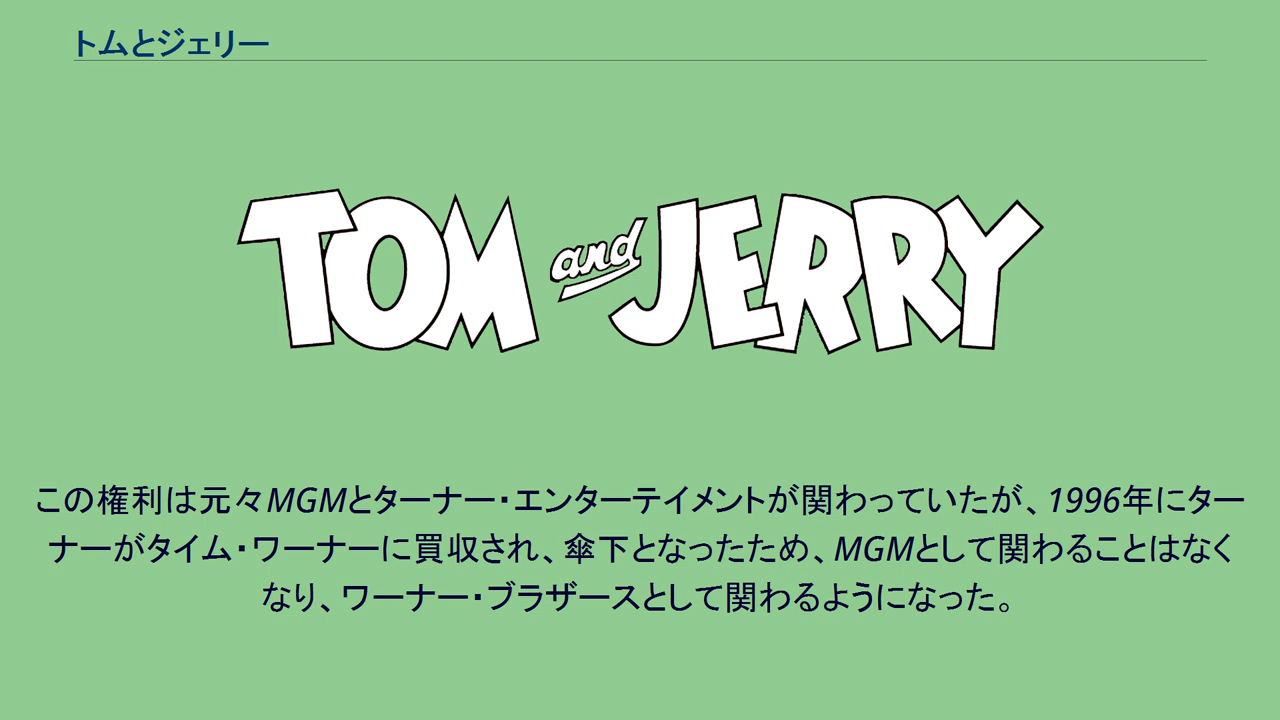 トムとジェリー
TOM and JERRY
この権利は元々MGMとターナー・エンターテイメントが関わっていたが、1996年にター
ナーがタイム・ワーナーに買収され、傘下となったため、MGMとして関わることはなく
なり、ワーナー・ブラザースとして関わるようになった。